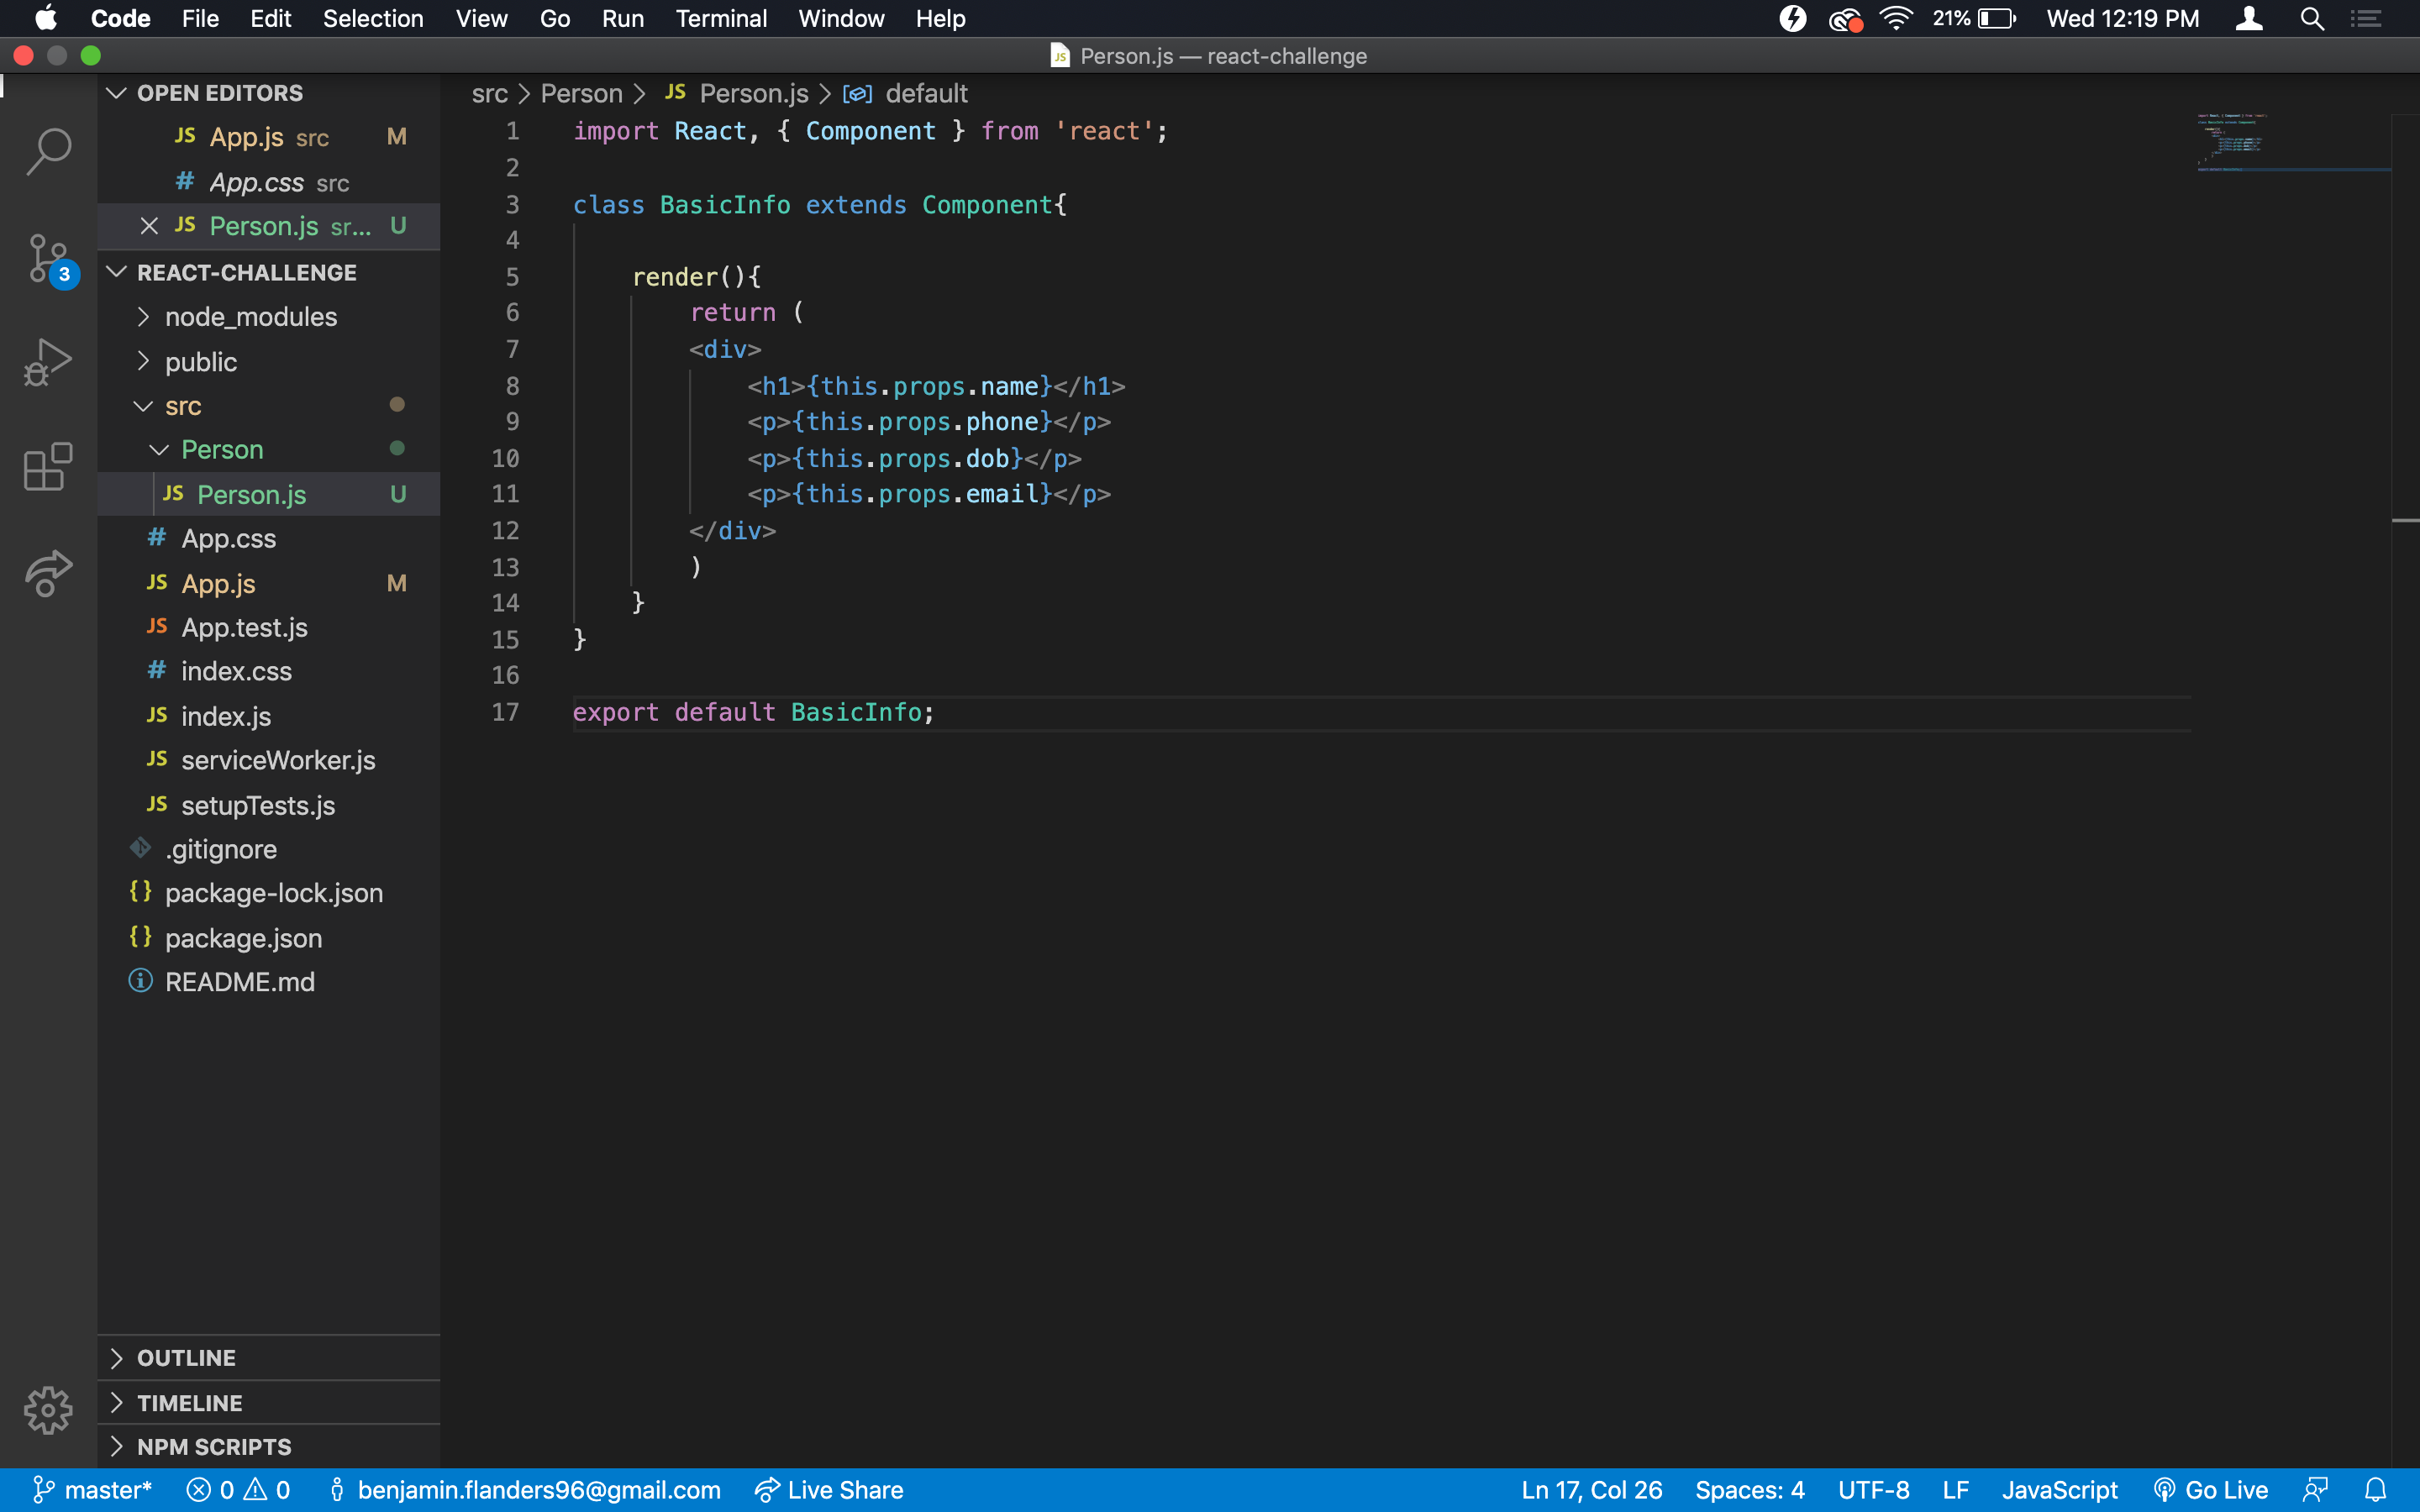 Code File Edit Selection View Go Run Terminal Window Help 21% Wed 12:19 PM
JS Person.js — react-challenge
OPEN EDITORS
JS App.js src M
# App.css src
JS Person.js sr... U
REACT-CHALLENGE
node_modules
public
src
Person
JS Person.js U
# App.css
JS App.js M
JS App.test.js
# index.css
JS index.js
JS serviceWorker.js
JS setupTests.js
.gitignore
{} package-lock.json
{} package.json
README.md
OUTLINE
TIMELINE
NPM SCRIPTS
3
src > Person > JS Person.js > default
1 import React, { Component } from 'react';
2
3 class BasicInfo extends Component{
4
5 render(){
6 return (
7 <div>
8 <h1>{this.props.name}</h1>
9 <p>{this.props.phone}</p>
10 <p>{this.props.dob}</p>
11 <p>{this.props.email}</p>
12 </div>
13 )
14 }
15 }
16
17 export default BasicInfo;
master* 0 0 benjamin.flanders96@gmail.com Live Share Ln 17, Col 26 Spaces: 4 UTF-8 LF JavaScript Go Live